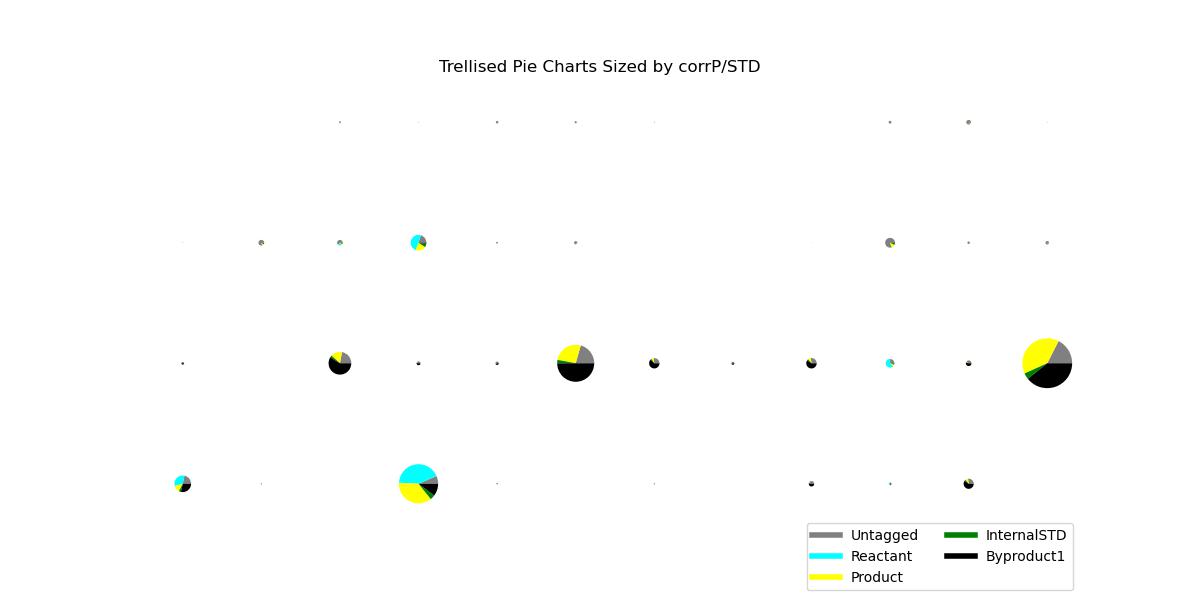 Trellised Pie Charts Sized by corrP/STD
Untagged
Reactant
Product
InternalSTD
Byproduct1